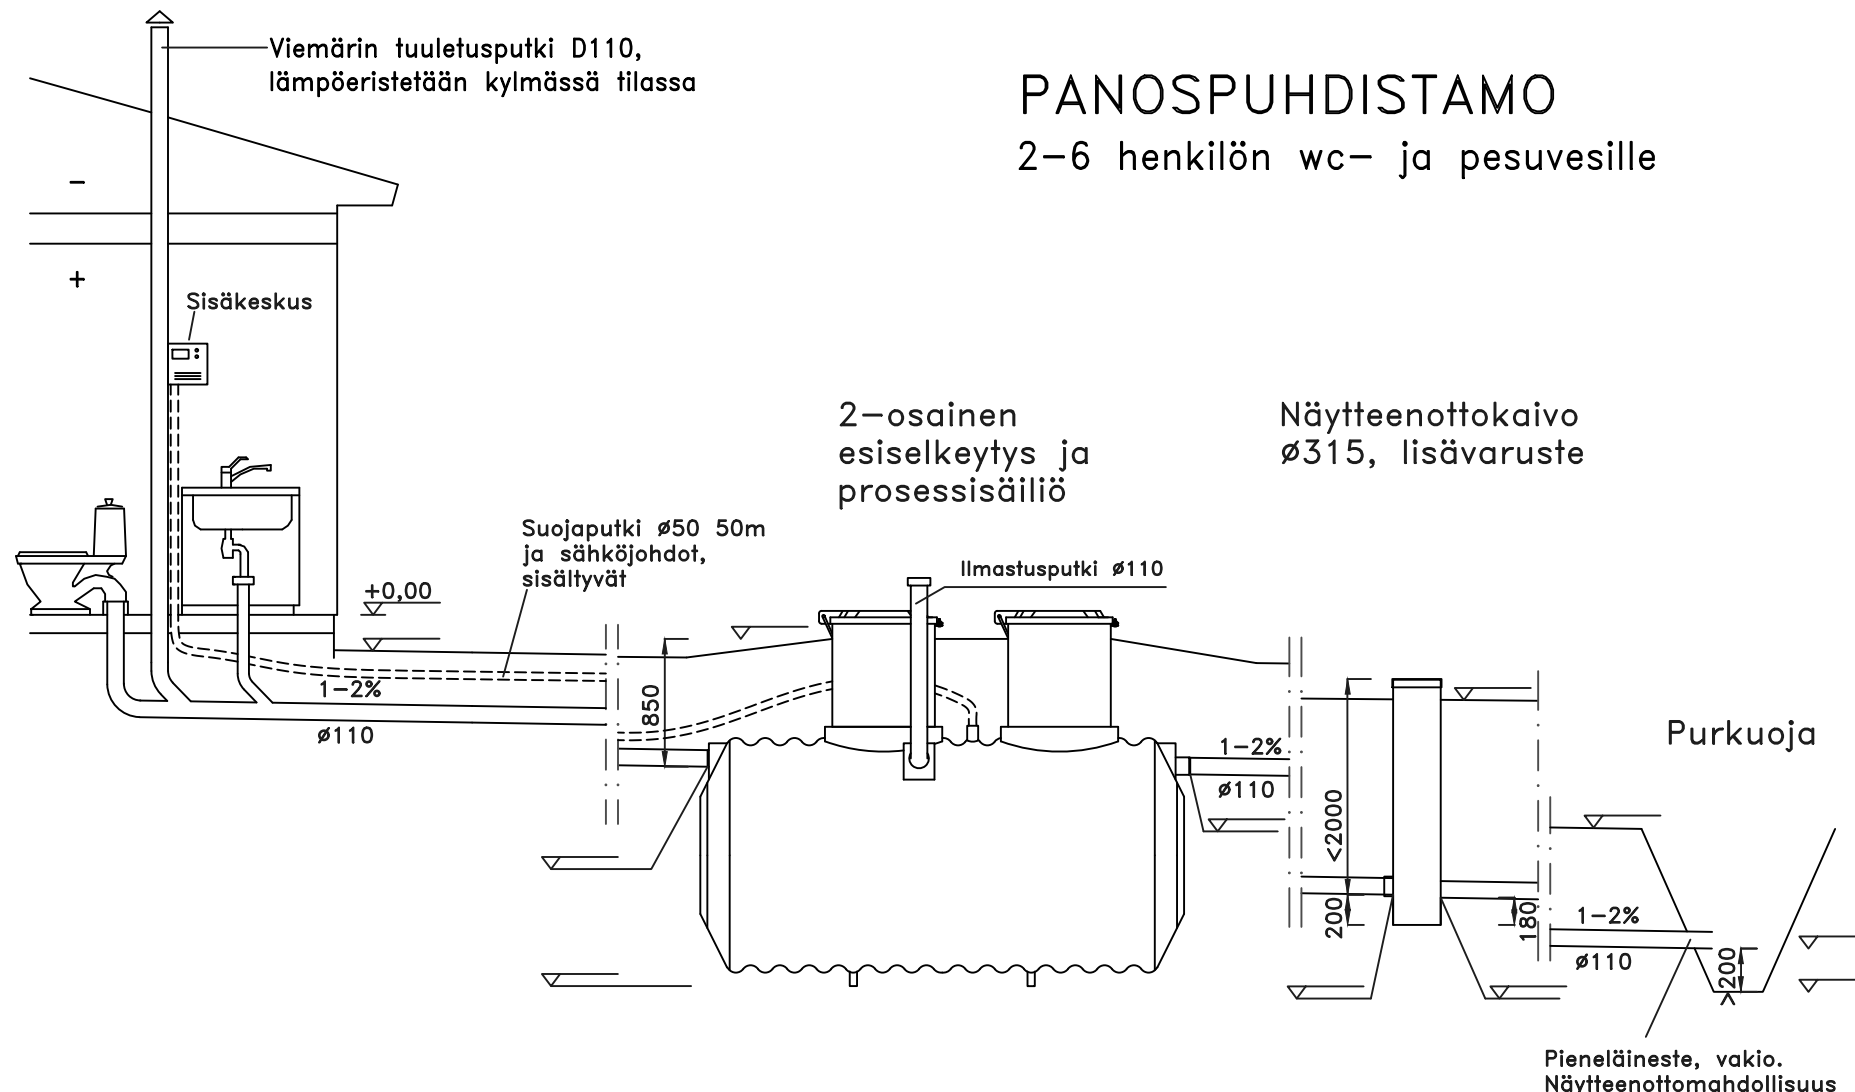 Viemärin tuuletusputki D110,
lämpöeristetään kylmässä tilassa
PANOSPUHDISTAMO
2-6 henkilön wc- ja pesuvesille
-
+
Sisäkeskus
2-osainen
esiselkeytys ja
prosessisäiliö
Näytteenottokaivo
ø315, lisävaruste
Suojaputki ø50 50m
ja sähköjohdot,
sisältyvät
Ilmastusputki ø110
+0,00
1-2%
ø110
850
1-2%
ø110
<2000
200
180
Purkuoja
1-2%
ø110
>200
Pieneläineste, vakio.
Näytteenottomahdollisuus